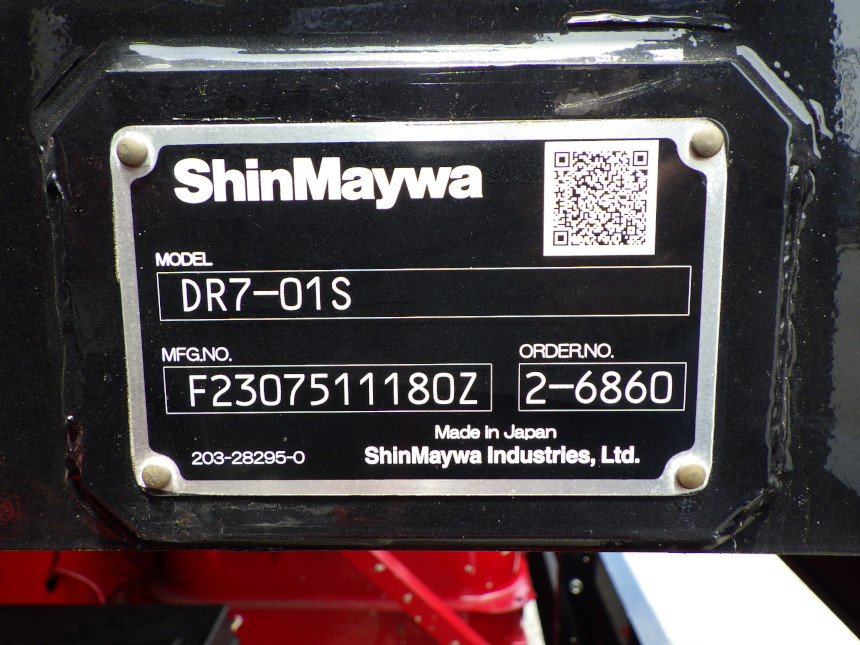 ShinMaywa
MODEL
DR7-01S
MFG.NO.
ORDER.NO.
F2307511180Z
2-6860
Made in Japan
203-28295-0
ShinMaywa Industries, Ltd.